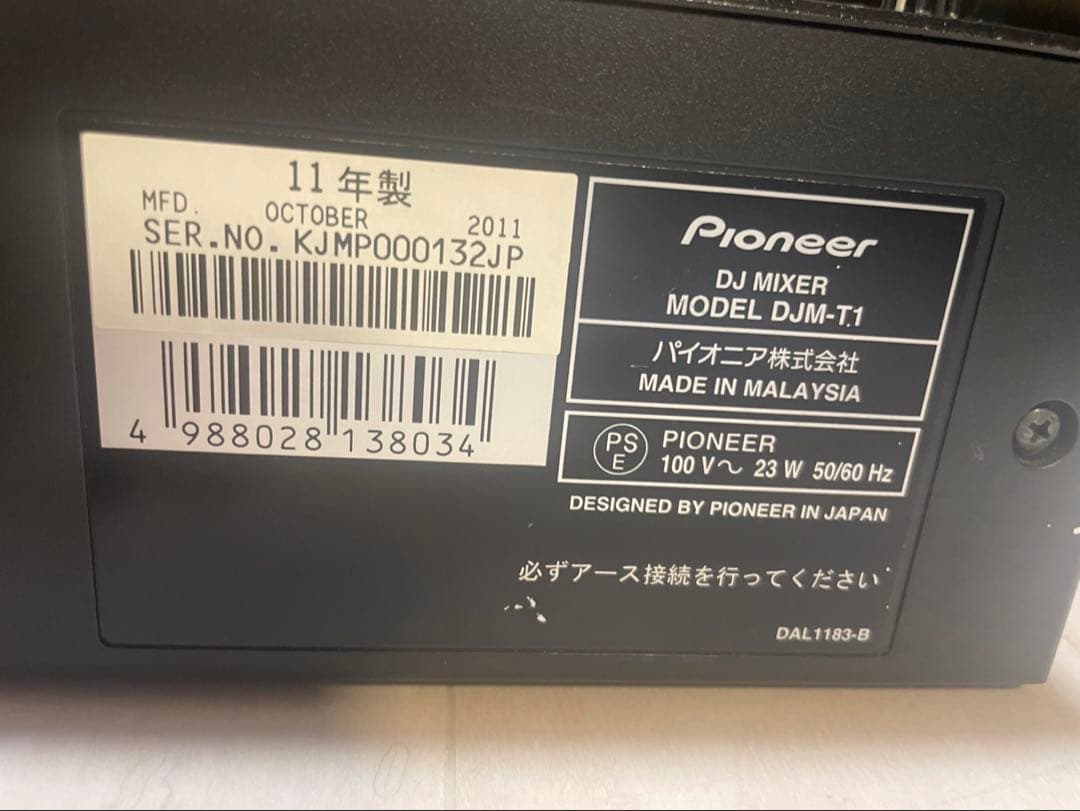 11年製
MFD. OCTOBER 2011
SER.NO. KJMP000132JP
4 988028 138034
Pioneer
DJ MIXER
MODEL DJM-T1
パイオニア株式会社
MADE IN MALAYSIA
PS
E
PIONEER
100 V～ 23 W 50/60 Hz
DESIGNED BY PIONEER IN JAPAN
必ずアース接続を行ってください
DAL1183-B